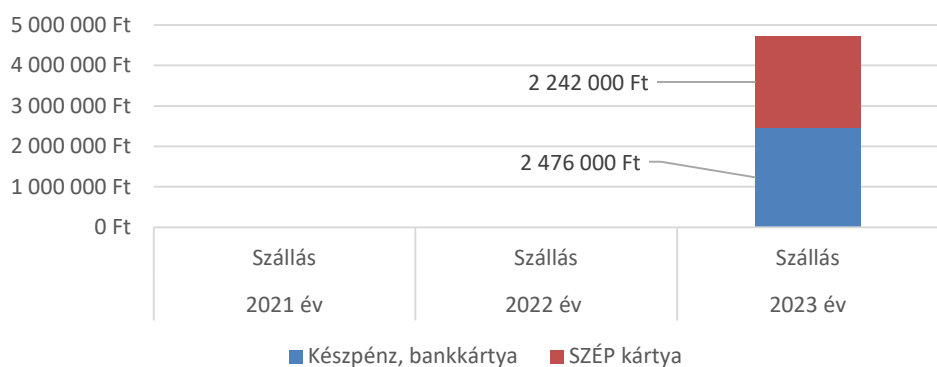 5 000 000 Ft
4 000 000 Ft
3 000 000 Ft
2 000 000 Ft
1 000 000 Ft
0 Ft
2 242 000 Ft
2 476 000 Ft
Szállás Szállás Szállás
2021 év 2022 év 2023 év
Készpénz, bankkártya SZÉP kártya